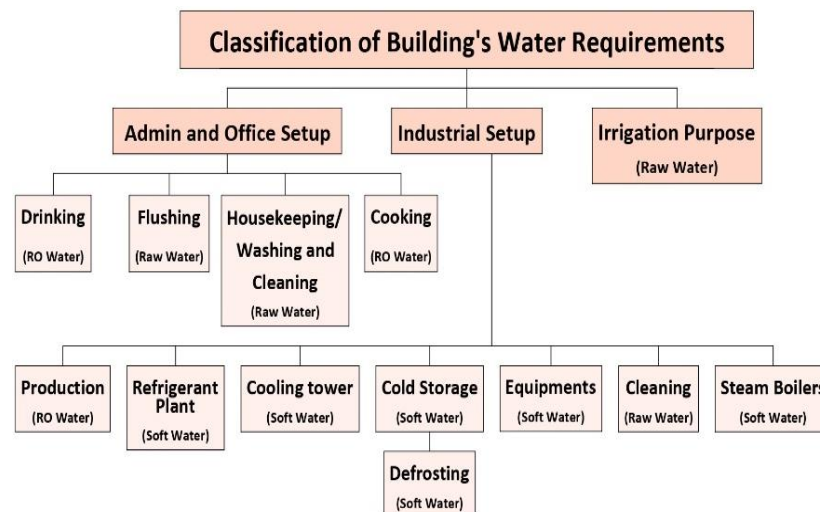 Classification of Building's Water Requirements
Admin and Office Setup
Industrial Setup
Irrigation Purpose
(Raw Water)
Drinking
(RO Water)
Flushing
(Raw Water)
Housekeeping/
Washing and
Cleaning
(Raw Water)
Cooking
(RO Water)
Production
(RO Water)
Refrigerant
Plant
(Soft Water)
Cooling tower
(Soft Water)
Cold Storage
(Soft Water)
Equipments
(Soft Water)
Cleaning
(Raw Water)
Steam Boilers
(Soft Water)
Defrosting
(Soft Water)